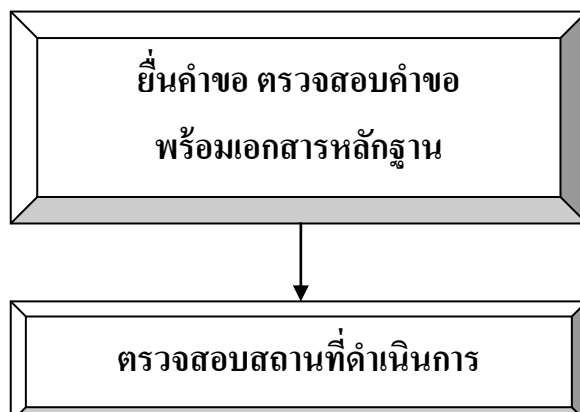 ยื่นคำขอ ตรวจสอบคำขอ
พร้อมเอกสารหลักฐาน
ตรวจสอบสถานที่ดำเนินการ